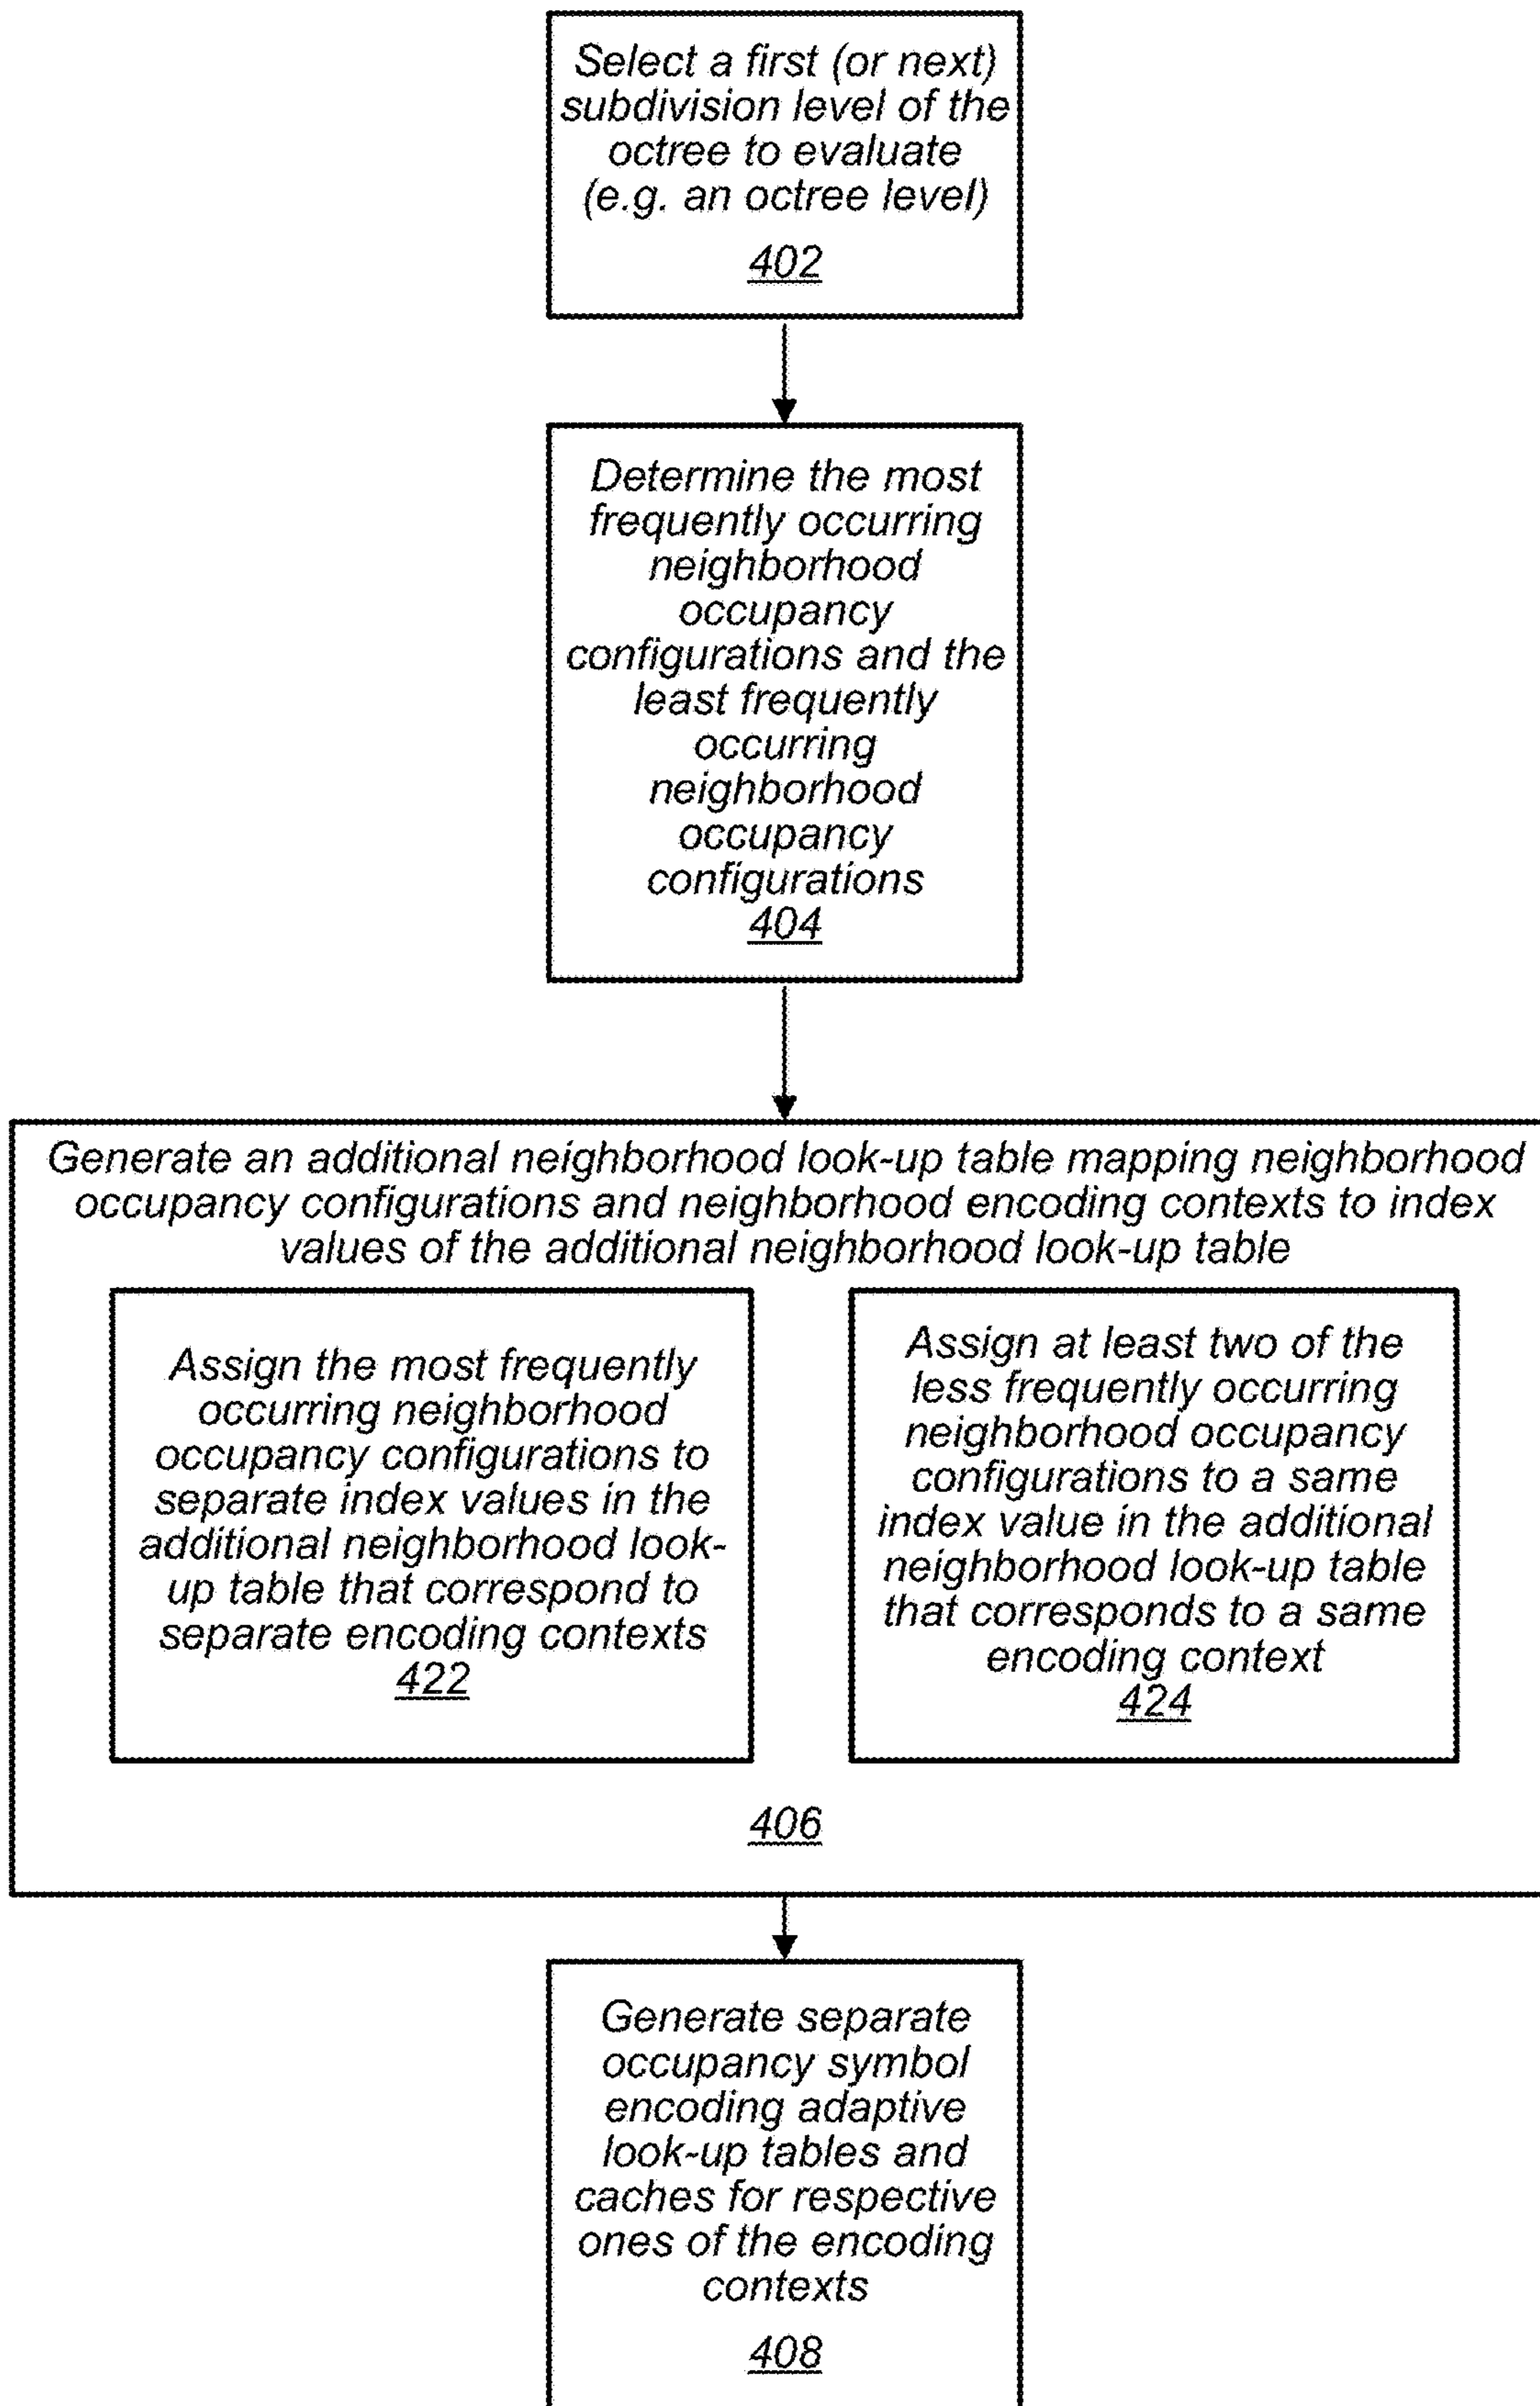 Select a first (or next)
subdivision level of the
octree to evaluate
(e.g. an octree level)
402
Determine the most
frequently occurring
neighborhood
occupancy
configurations and the
least frequently
occurring
neighborhood
occupancy
configurations
404
Generate an additional neighborhood look-up table mapping neighborhood
occupancy configurations and neighborhood encoding contexts to index
values of the additional neighborhood look-up table
Assign the most frequently
occurring neighborhood
occupancy configurations to
separate index values in the
additional neighborhood look-
up table that correspond to
separate encoding contexts
422
Assign at least two of the
less frequently occurring
neighborhood occupancy
configurations to a same
index value in the additional
neighborhood look-up table
that corresponds to a same
encoding context
424
406
Generate separate
occupancy symbol
encoding adaptive
look-up tables and
caches for respective
ones of the encoding
contexts
408